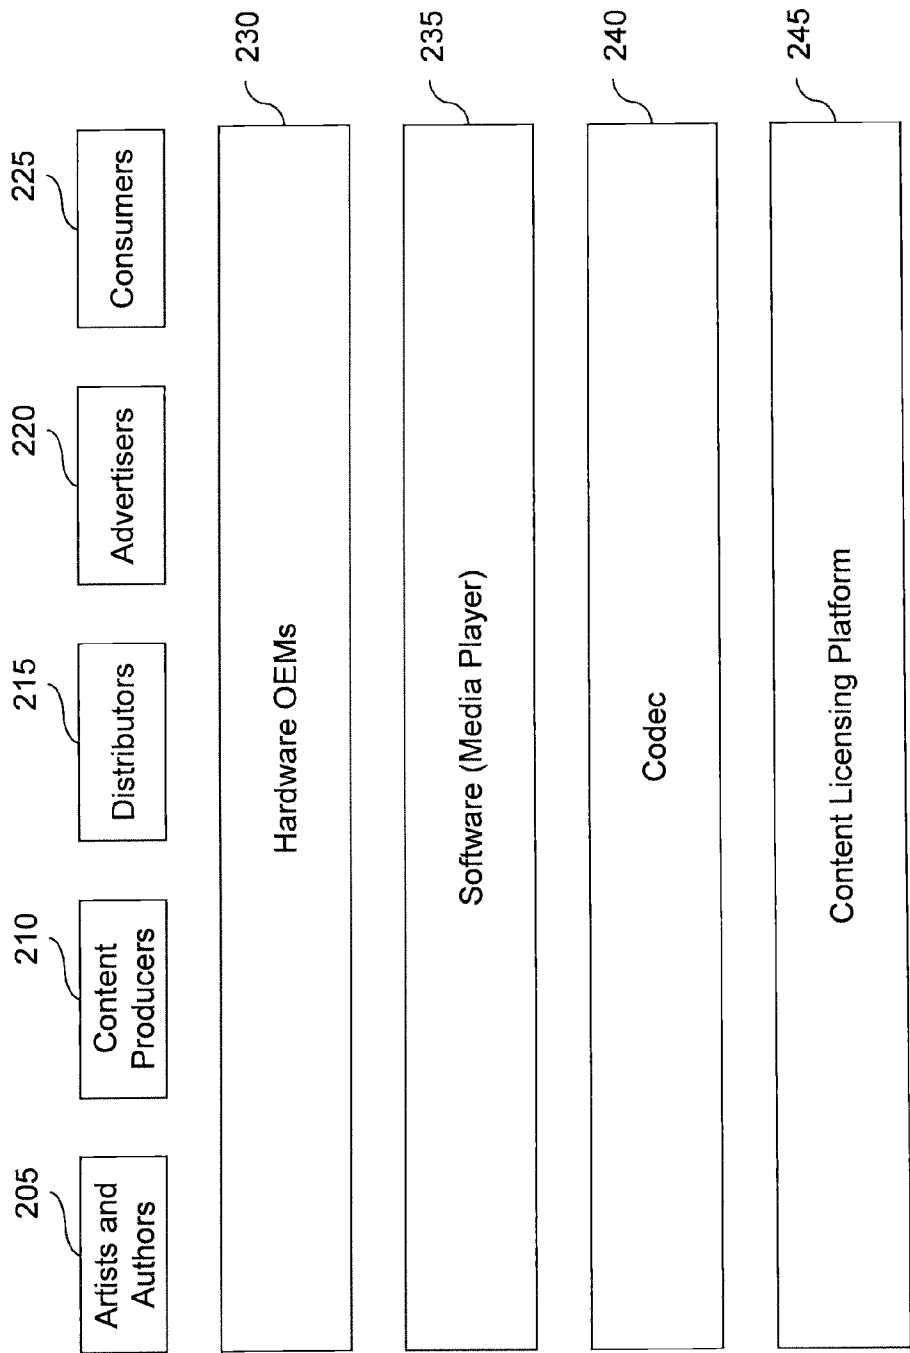 205
Artists and
Authors
210
Content
Producers
215
Distributors
220
Advertisers
225
Consumers
Hardware OEMs
230
Software (Media Player)
235
Codec
240
Content Licensing Platform
245